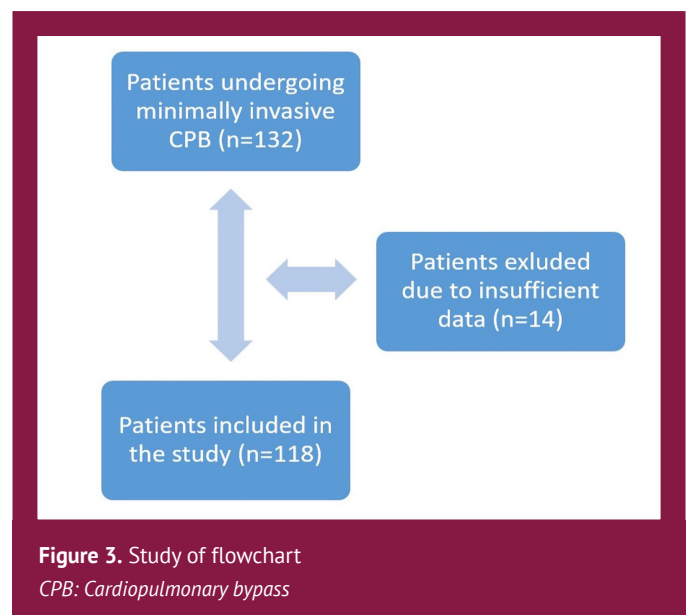 Patients undergoing
minimally invasive
CPB (n=132)
Patients exluded
due to insufficient
data (n=14)
Patients included in
the study (n=118)
Figure 3. Study of flowchart
CPB: Cardiopulmonary bypass